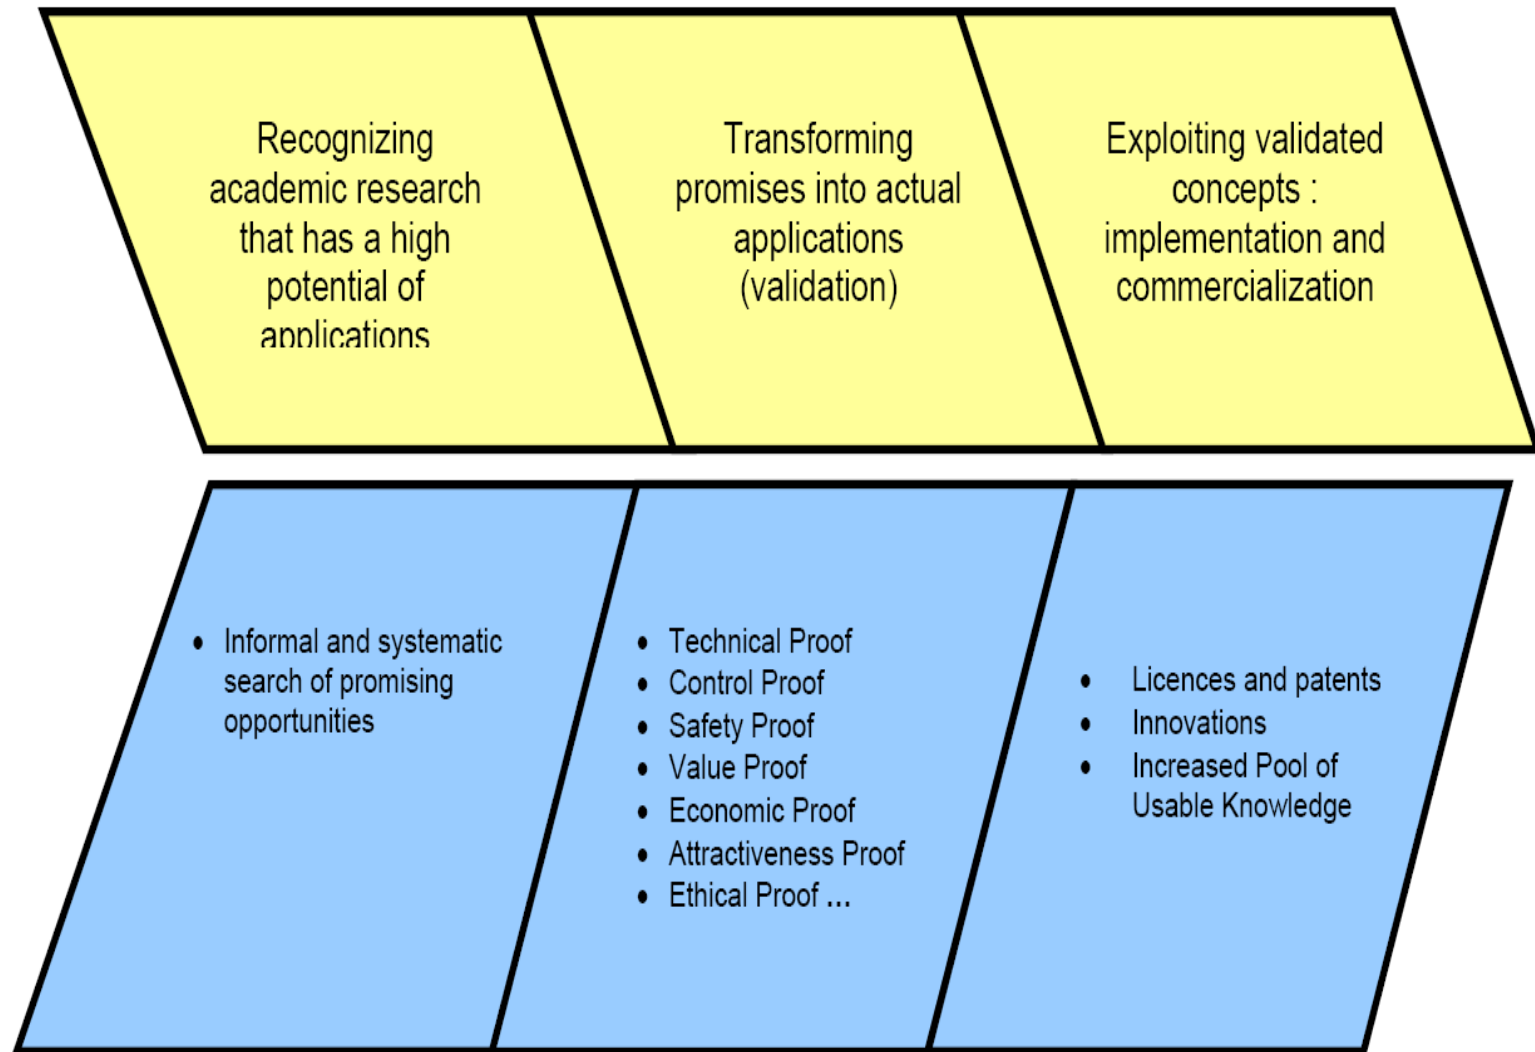 Recognizing
academic research
that has a high
potential of
applications
Transforming
promises into actual
applications
(validation)
Exploiting validated
concepts :
implementation and
commercialization
• Informal and systematic
search of promising
opportunities
• Technical Proof
• Control Proof
• Safety Proof
• Value Proof
• Economic Proof
• Attractiveness Proof
• Ethical Proof ...
• Licences and patents
• Innovations
• Increased Pool of
Usable Knowledge